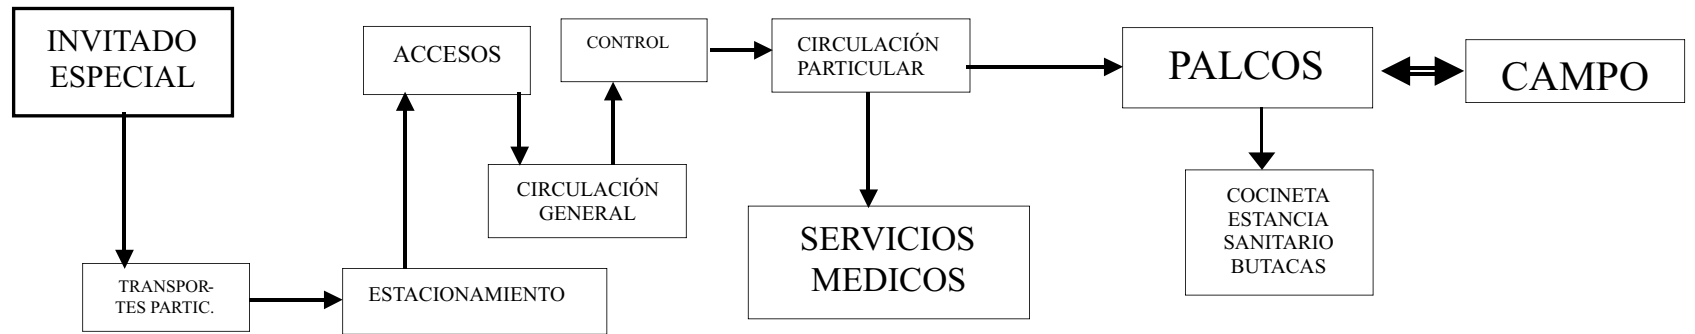 INVITADO
ESPECIAL
TRANSPOR-
TES PARTIC.
ESTACIONAMIENTO
ACCESOS
CIRCULACIÓN
GENERAL
CONTROL
CIRCULACIÓN
PARTICULAR
SERVICIOS
MEDICOS
PALCOS
COCINETA
ESTANCIA
SANITARIO
BUTACAS
CAMPO